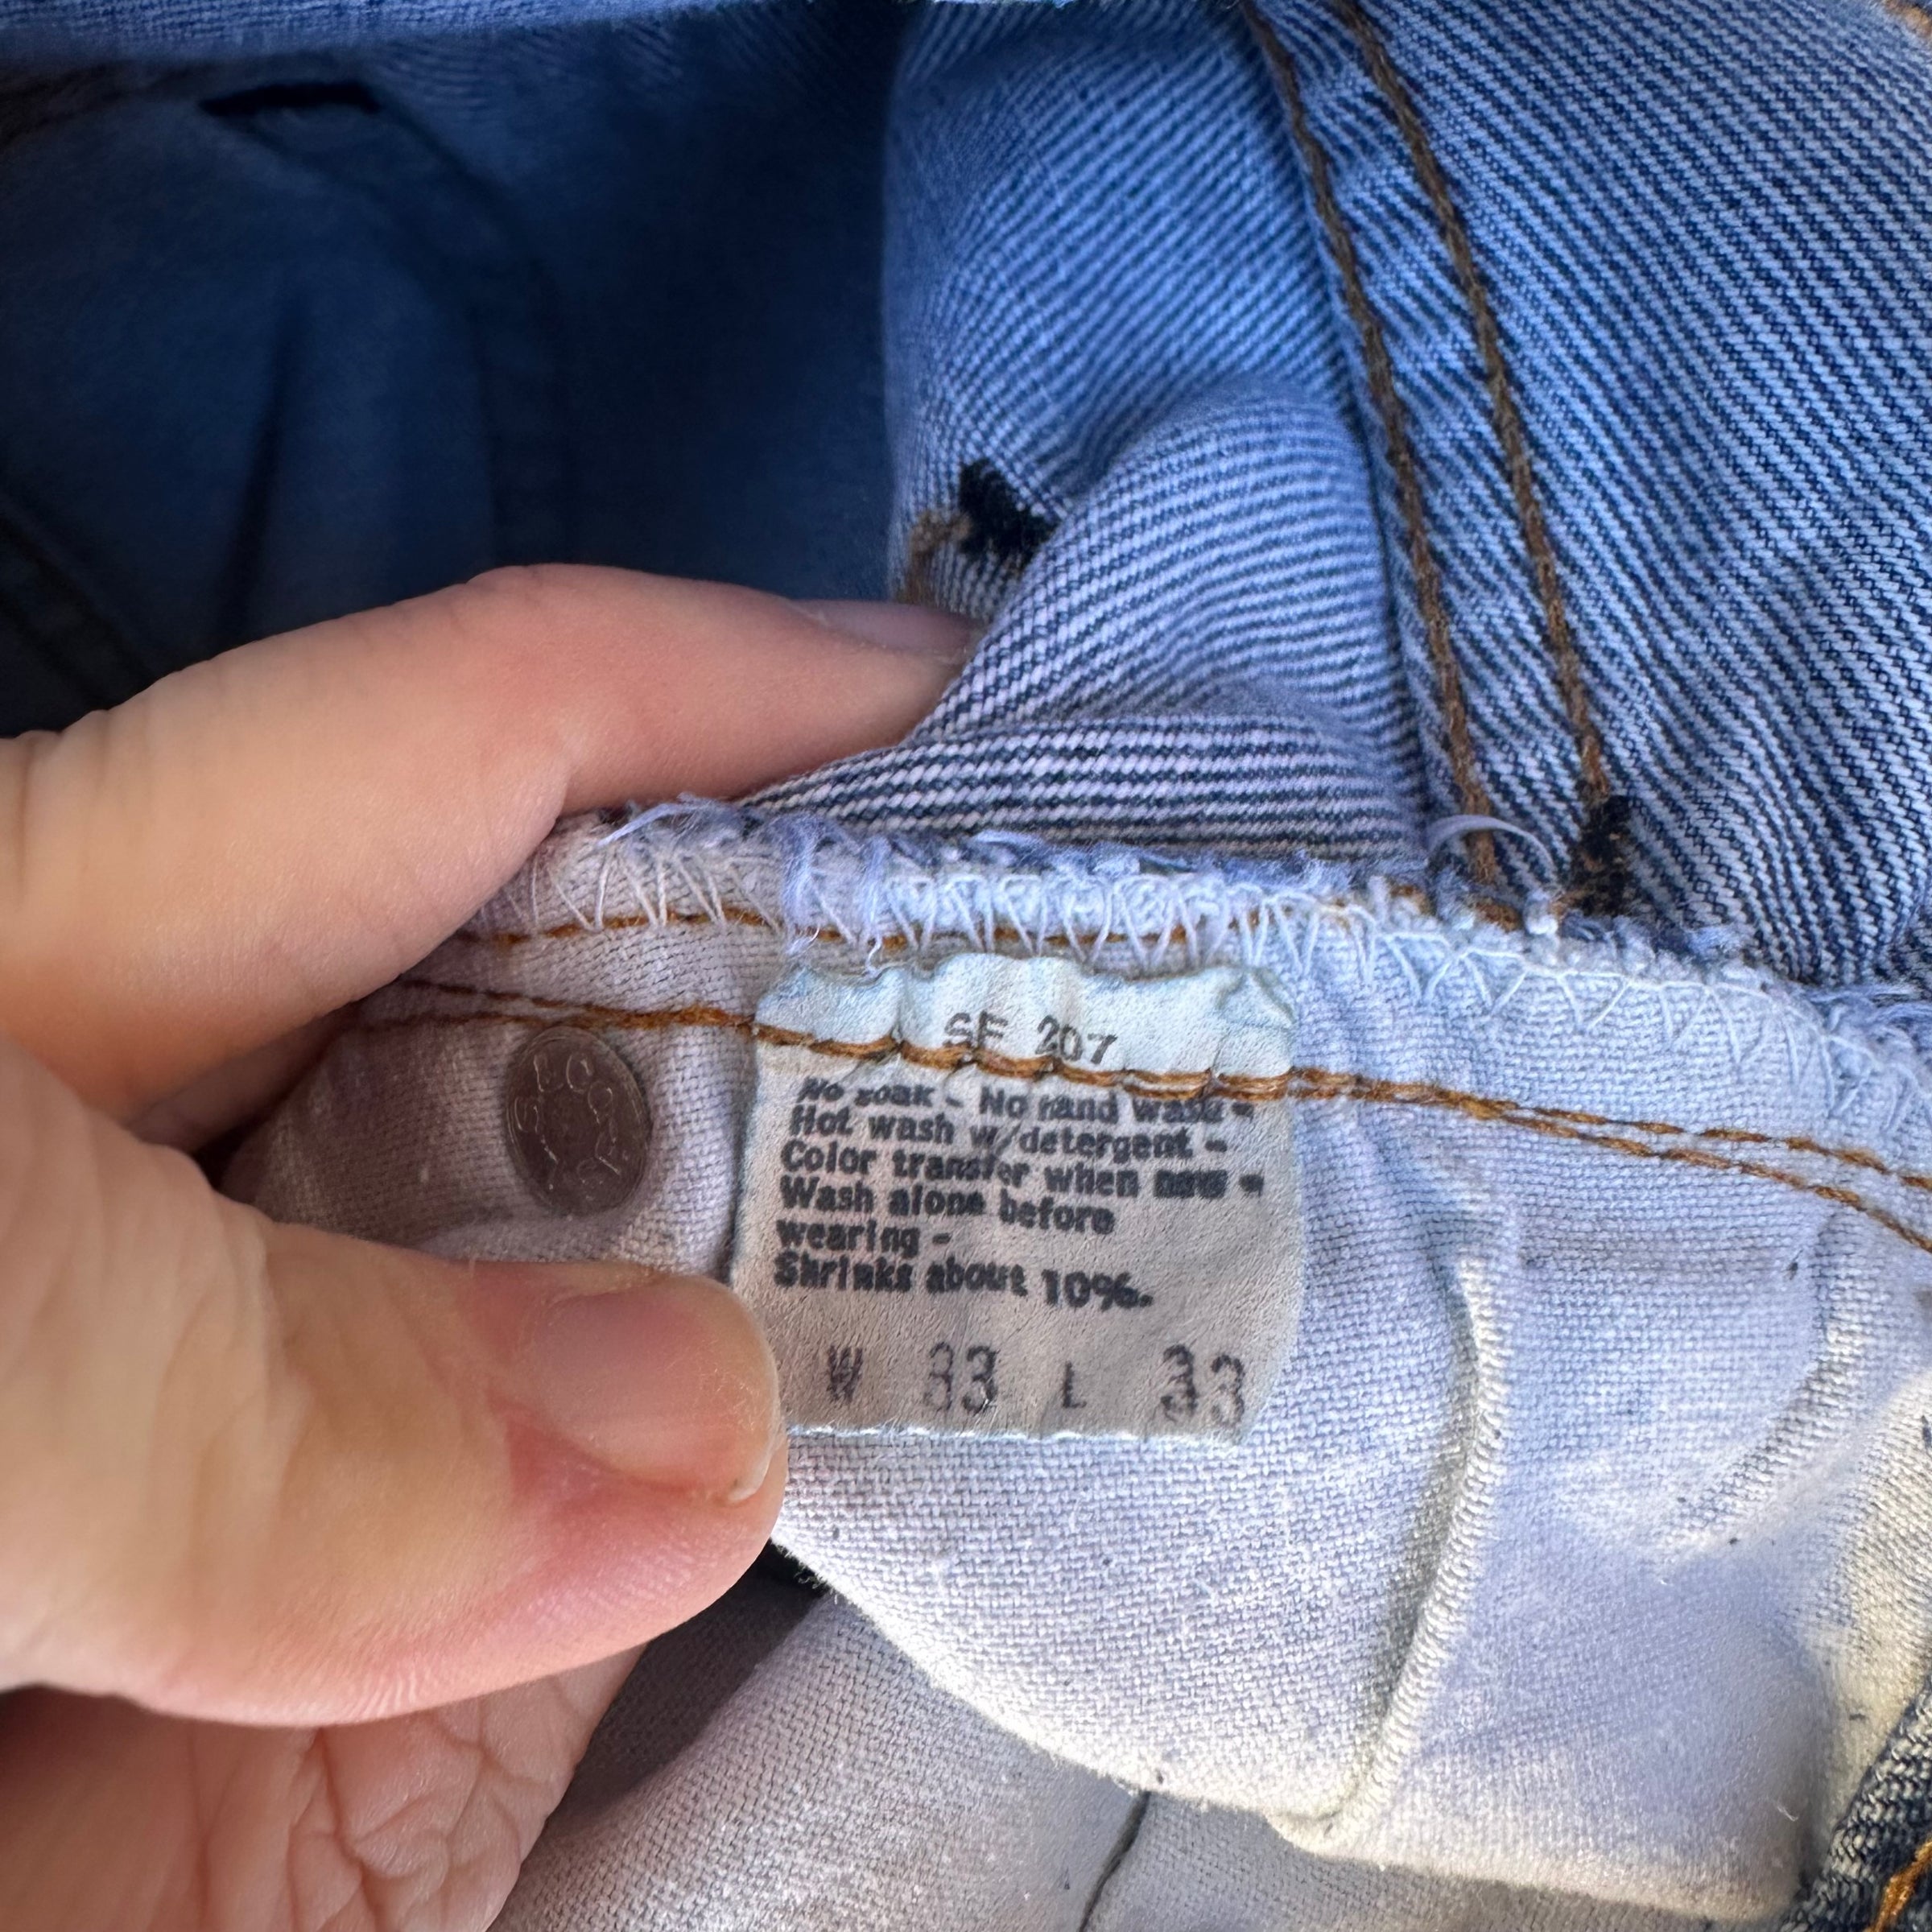 SF 207
No soak - No hand wash -
Hot wash w/detergent -
Color transfer when new -
Wash alone before
wearing -
Shrinks about 10%.
W 33 L 33